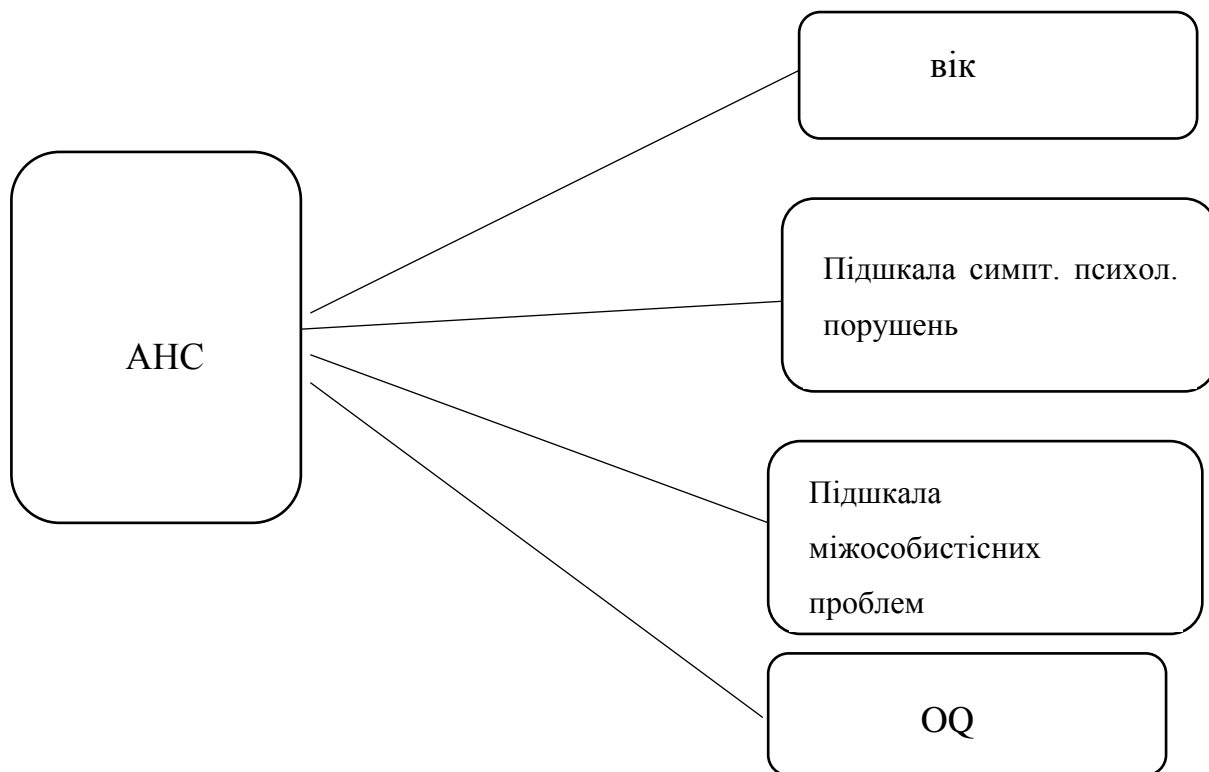 вік
Підшкала симпт. психол.
порушень
АНС
Підшкала
міжособистісних
проблем
OQ